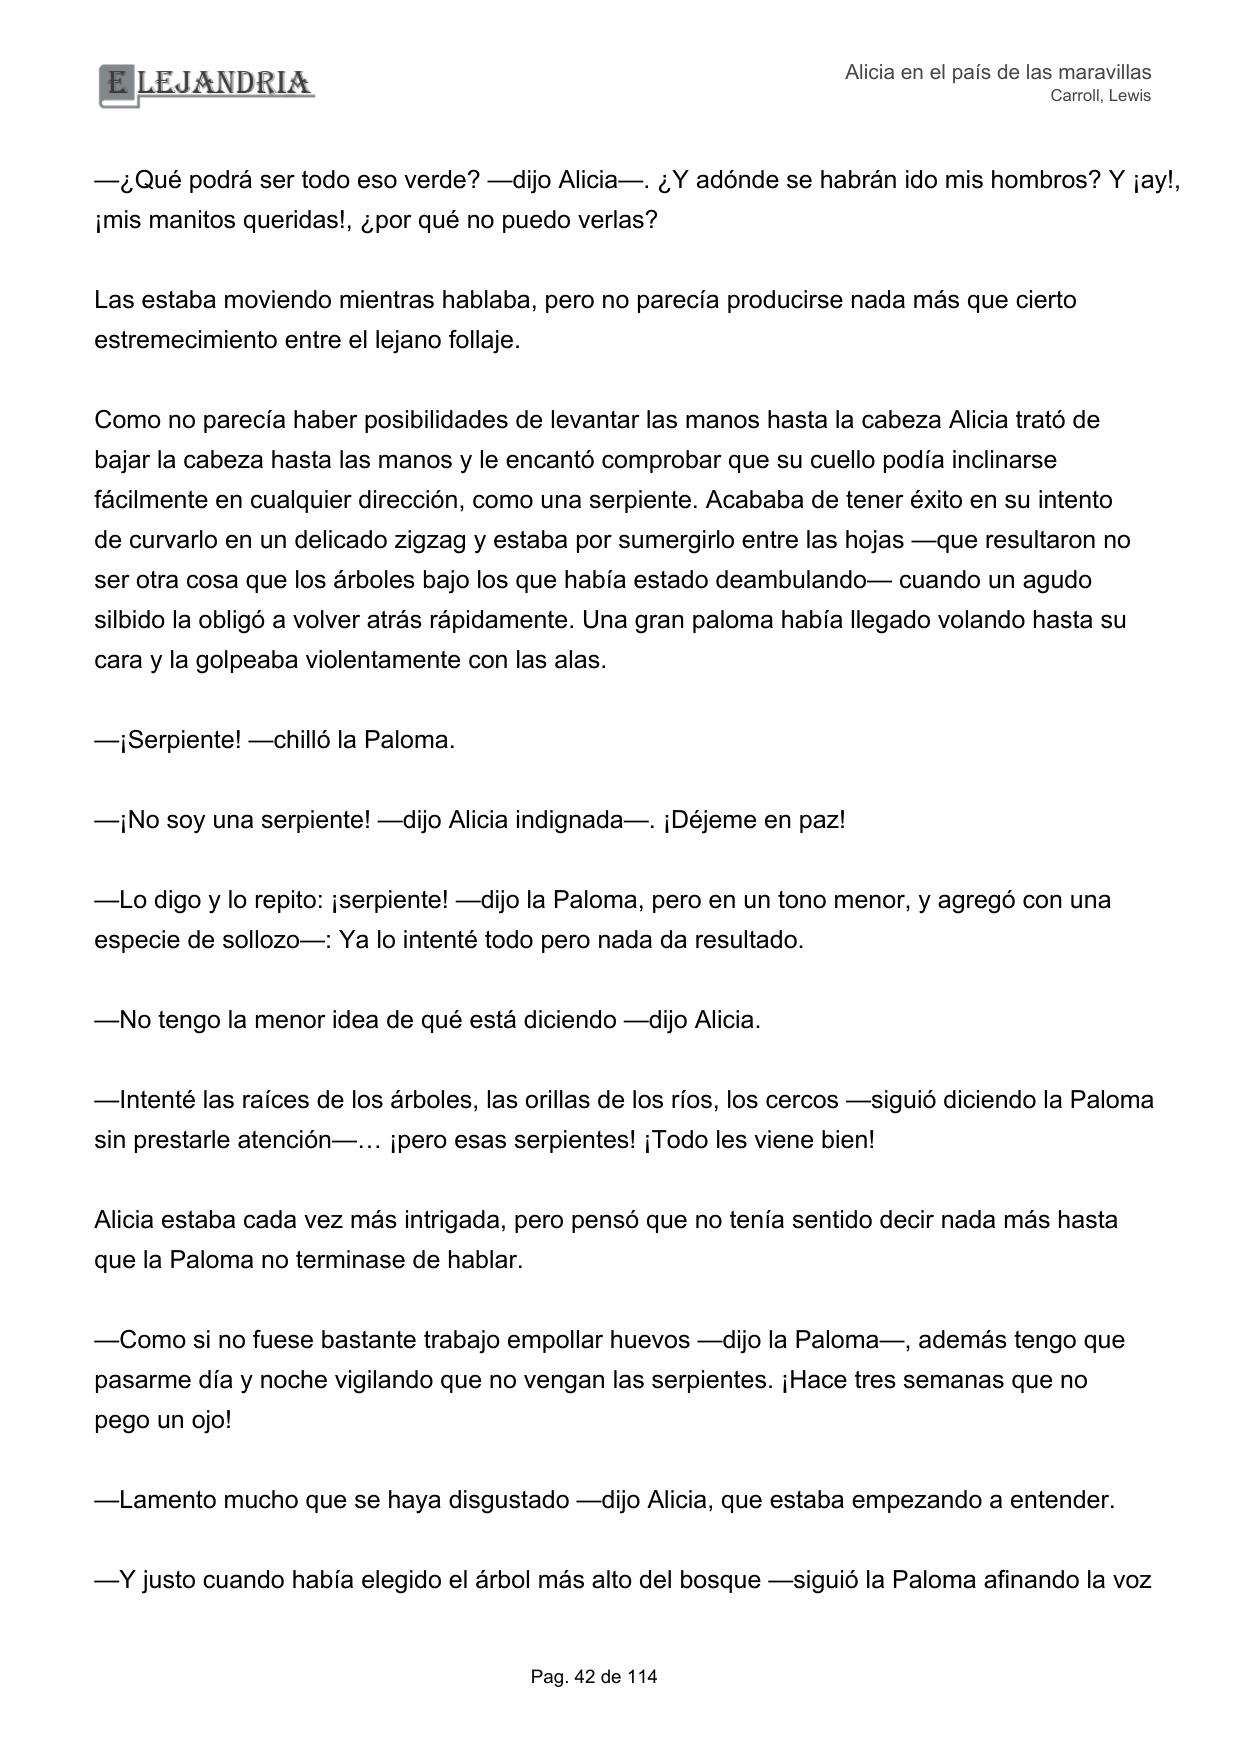 ELEJANDRIA
Alicia en el país de las maravillas
Carroll, Lewis
—¿Qué podrá ser todo eso verde? —dijo Alicia—. ¿Y adónde se habrán ido mis hombros? Y ¡ay!,
¡mis manitos queridas!, ¿por qué no puedo verlas?
Las estaba moviendo mientras hablaba, pero no parecía producirse nada más que cierto
estremecimiento entre el lejano follaje.
Como no parecía haber posibilidades de levantar las manos hasta la cabeza Alicia trató de
bajar la cabeza hasta las manos y le encantó comprobar que su cuello podía inclinarse
fácilmente en cualquier dirección, como una serpiente. Acababa de tener éxito en su intento
de curvarlo en un delicado zigzag y estaba por sumergirlo entre las hojas —que resultaron no
ser otra cosa que los árboles bajo los que había estado deambulando— cuando un agudo
silbido la obligó a volver atrás rápidamente. Una gran paloma había llegado volando hasta su
cara y la golpeaba violentamente con las alas.
—¡Serpiente! —chilló la Paloma.
—¡No soy una serpiente! —dijo Alicia indignada—. ¡Déjeme en paz!
—Lo digo y lo repito: ¡serpiente! —dijo la Paloma, pero en un tono menor, y agregó con una
especie de sollozo—: Ya lo intenté todo pero nada da resultado.
—No tengo la menor idea de qué está diciendo —dijo Alicia.
—Intenté las raíces de los árboles, las orillas de los ríos, los cercos —siguió diciendo la Paloma
sin prestarle atención—… ¡pero esas serpientes! ¡Todo les viene bien!
Alicia estaba cada vez más intrigada, pero pensó que no tenía sentido decir nada más hasta
que la Paloma no terminase de hablar.
—Como si no fuese bastante trabajo empollar huevos —dijo la Paloma—, además tengo que
pasarme día y noche vigilando que no vengan las serpientes. ¡Hace tres semanas que no
pego un ojo!
—Lamento mucho que se haya disgustado —dijo Alicia, que estaba empezando a entender.
—Y justo cuando había elegido el árbol más alto del bosque —siguió la Paloma afinando la voz
Pag. 42 de 114